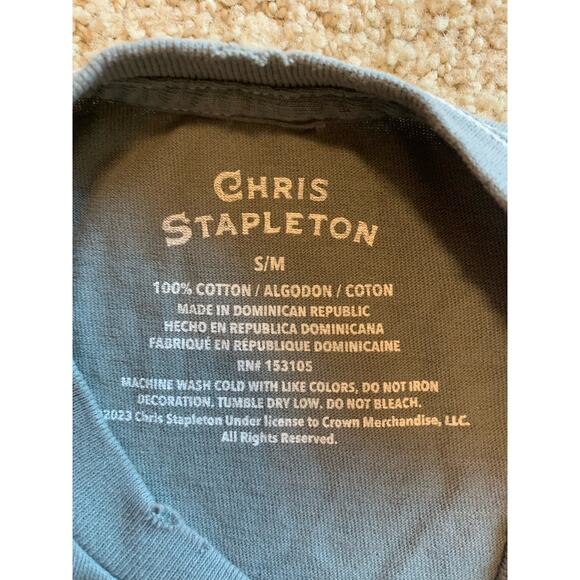 CHRIS
STAPLETON
S/M
100% COTTON / ALGODON / COTON
MADE IN DOMINICAN REPUBLIC
HECHO EN REPUBLICA DOMINICANA
FABRIQUÉ EN RÉPUBLIQUE DOMINICAINE
RN# 153105
MACHINE WASH COLD WITH LIKE COLORS, DO NOT IRON
DECORATION. TUMBLE DRY LOW. DO NOT BLEACH.
©2023 Chris Stapleton Under license to Crown Merchandise, LLC.
All Rights Reserved.